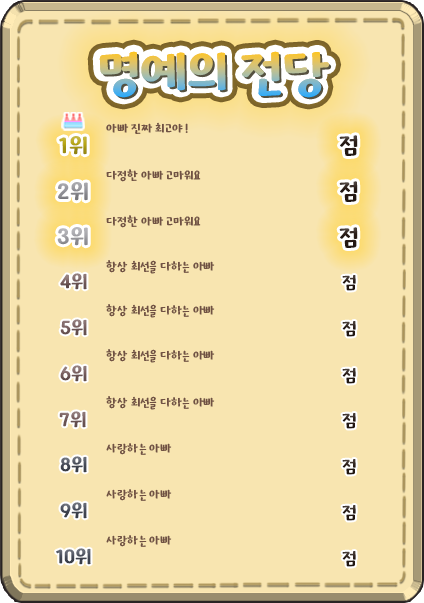 명예의 전당
아빠 진짜 최고야!
1위 점
다정한 아빠 고마워요
2위 점
다정한 아빠 고마워요
3위 점
항상 최선을 다하는 아빠
4위 점
항상 최선을 다하는 아빠
5위 점
항상 최선을 다하는 아빠
6위 점
항상 최선을 다하는 아빠
7위 점
사랑하는 아빠
8위 점
사랑하는 아빠
9위 점
사랑하는 아빠
10위 점